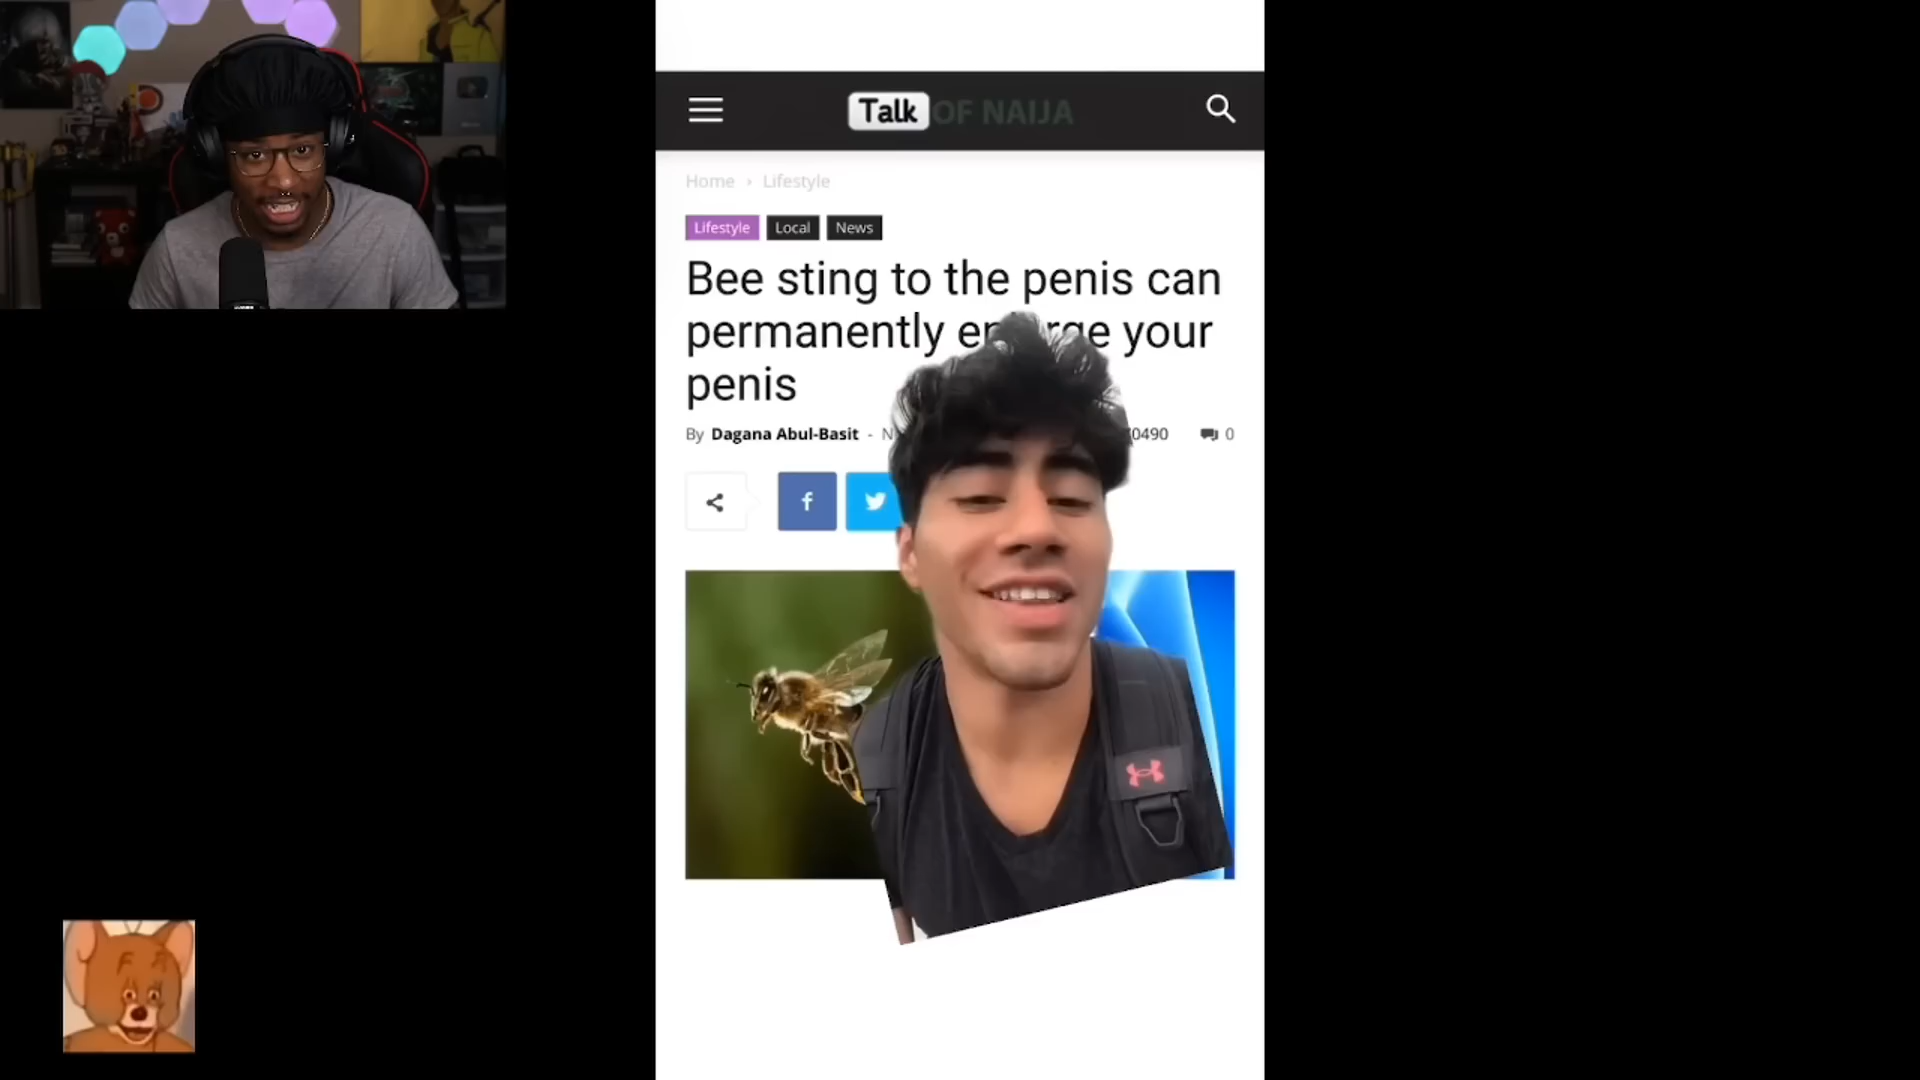 Talk OF NAIJA
Home › Lifestyle
Lifestyle Local News
Bee sting to the penis can
permanently your
penis
By Dagana Abul-Basit - 0490 0